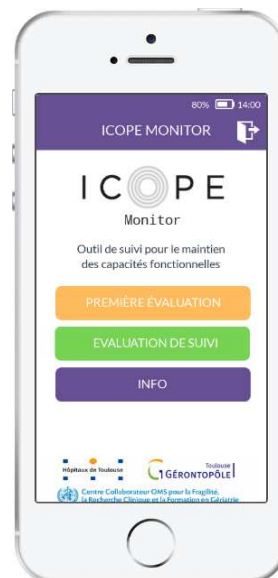 80% 14:00
ICOPE MONITOR
ICOPE
Monitor
Outil de suivi pour le maintien
des capacités fonctionnelles
PREMIÈRE ÉVALUATION
EVALUATION DE SUIVI
INFO
Hôpitaux de Toulouse
Toulouse
GÉRONTOPÔLE
Centre Collaborateur OMS pour la Fragilité,
la Recherche Clinique et la Formation en Gériatrie